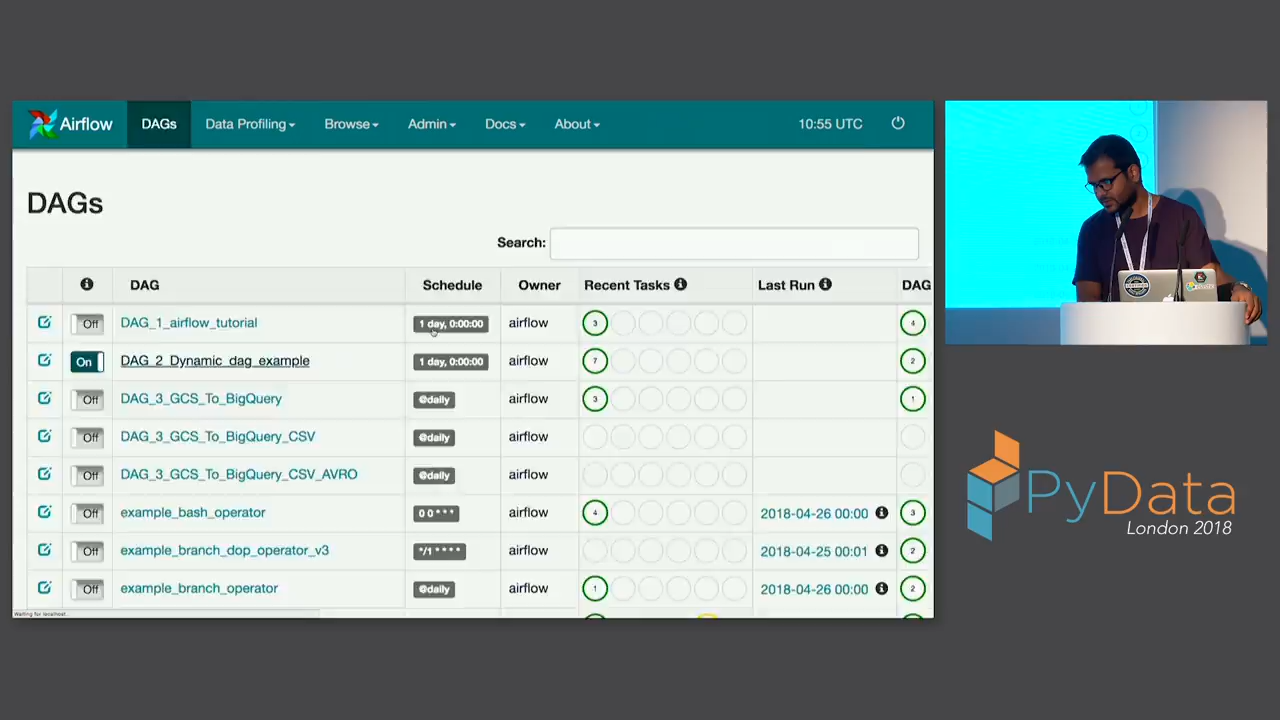 Airflow DAGs Data Profiling Browse Admin Docs About 10:55 UTC
DAGs
Search:
DAG Schedule Owner Recent Tasks Last Run DAG
Off DAG_1_airflow_tutorial 1 day, 0:00:00 airflow 3 4
On DAG_2_Dynamic_dag_example 1 day, 0:00:00 airflow 7 2
Off DAG_3_GCS_To_BigQuery @daily airflow 3 1
Off DAG_3_GCS_To_BigQuery_CSV @daily airflow
Off DAG_3_GCS_To_BigQuery_CSV_AVRO @daily airflow
Off example_bash_operator 0 0 * * * airflow 4 2018-04-26 00:00 3
Off example_branch_dop_operator_v3 */1 * * * * airflow 2018-04-25 00:01 2
Off example_branch_operator @daily airflow 1 2018-04-26 00:00 2
Waiting for localhost...
PyData
London 2018